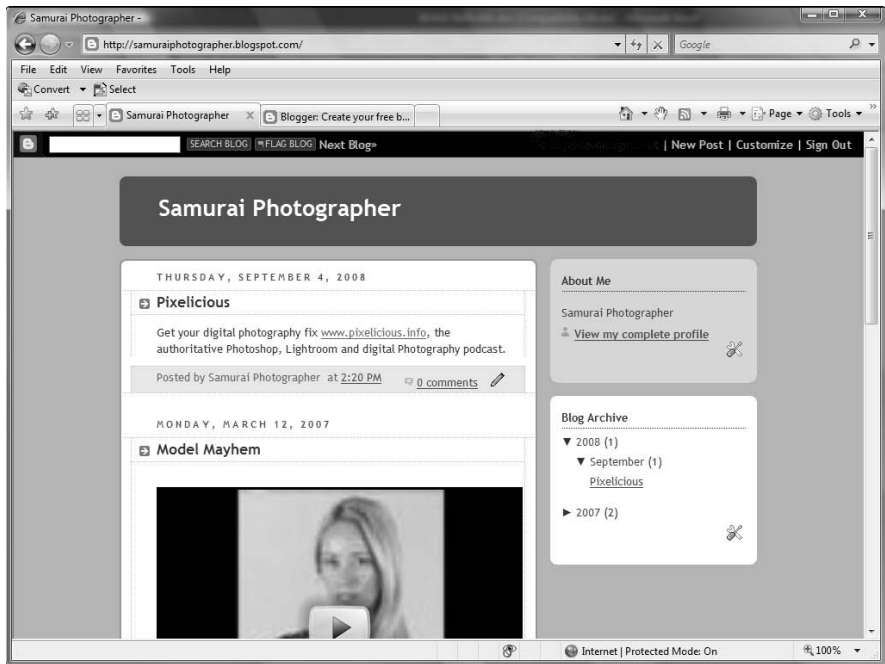 Samurai Photographer -
http://samuraiphotographer.blogspot.com/
Google
File Edit View Favorites Tools Help
Convert Select
Samurai Photographer X Blogger: Create your free b...
Page Tools »
SEARCH BLOG FLAG BLOG Next Blog»
| New Post | Customize | Sign Out
Samurai Photographer
THURSDAY, SEPTEMBER 4, 2008
Pixelicious
Get your digital photography fix www.pixelicious.info, the
authoritative Photoshop, Lightroom and digital Photography podcast.
Posted by Samurai Photographer at 2:20 PM 0 comments
MONDAY, MARCH 12, 2007
Model Mayhem
About Me
Samurai Photographer
View my complete profile
Blog Archive
▼ 2008 (1)
▼ September (1)
Pixelicious
► 2007 (2)
Internet | Protected Mode: On 100%